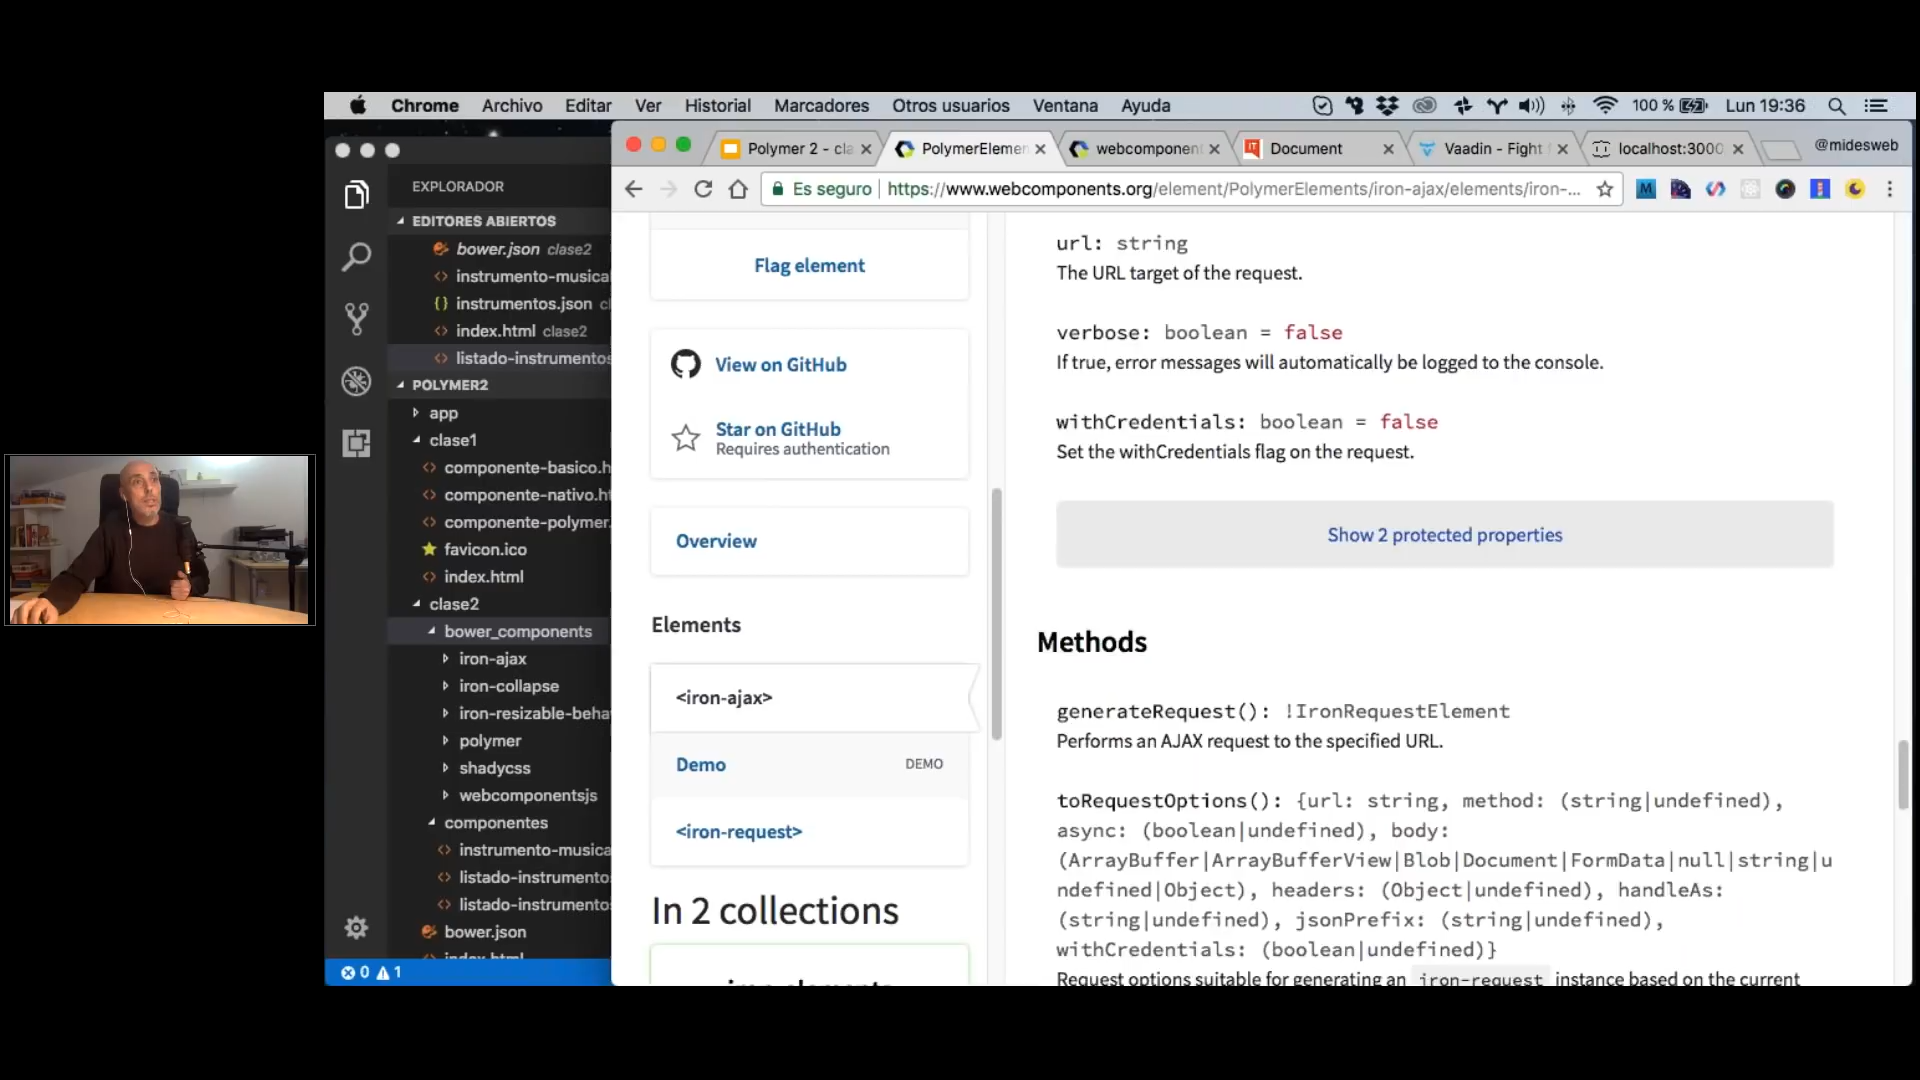 Chrome Archivo Editar Ver Historial Marcadores Otros usuarios Ventana Ayuda 100 % Lun 19:36
Polymer 2 - cla PolymerElemen webcomponen Document Vaadin - Fight localhost:3000 @midesweb
Es seguro https://www.webcomponents.org/element/PolymerElements/iron-ajax/elements/iron-...
EXPLORADOR
EDITORES ABIERTOS
bower.json clase2
instrumento-musica
instrumentos.json cl
index.html clase2
listado-instrumentos
POLYMER2
app
clase1
componente-basico.h
componente-nativo.ht
componente-polymer.
favicon.ico
index.html
clase2
bower_components
iron-ajax
iron-collapse
iron-resizable-beha
polymer
shadycss
webcomponentsjs
componentes
instrumento-musica
listado-instrumento
listado-instrumento
bower.json
index.html
0 1
Flag element
View on GitHub
Star on GitHub
Requires authentication
Overview
Elements
<iron-ajax>
Demo DEMO
<iron-request>
In 2 collections
url: string
The URL target of the request.
verbose: boolean = false
If true, error messages will automatically be logged to the console.
withCredentials: boolean = false
Set the withCredentials flag on the request.
Show 2 protected properties
Methods
generateRequest(): !IronRequestElement
Performs an AJAX request to the specified URL.
toRequestOptions(): {url: string, method: (string|undefined),
async: (boolean|undefined), body:
(ArrayBuffer|ArrayBufferView|Blob|Document|FormData|null|string|u
ndefined|Object), headers: (Object|undefined), handleAs:
(string|undefined), jsonPrefix: (string|undefined),
withCredentials: (boolean|undefined)}
Request options suitable for generating an iron-request instance based on the current